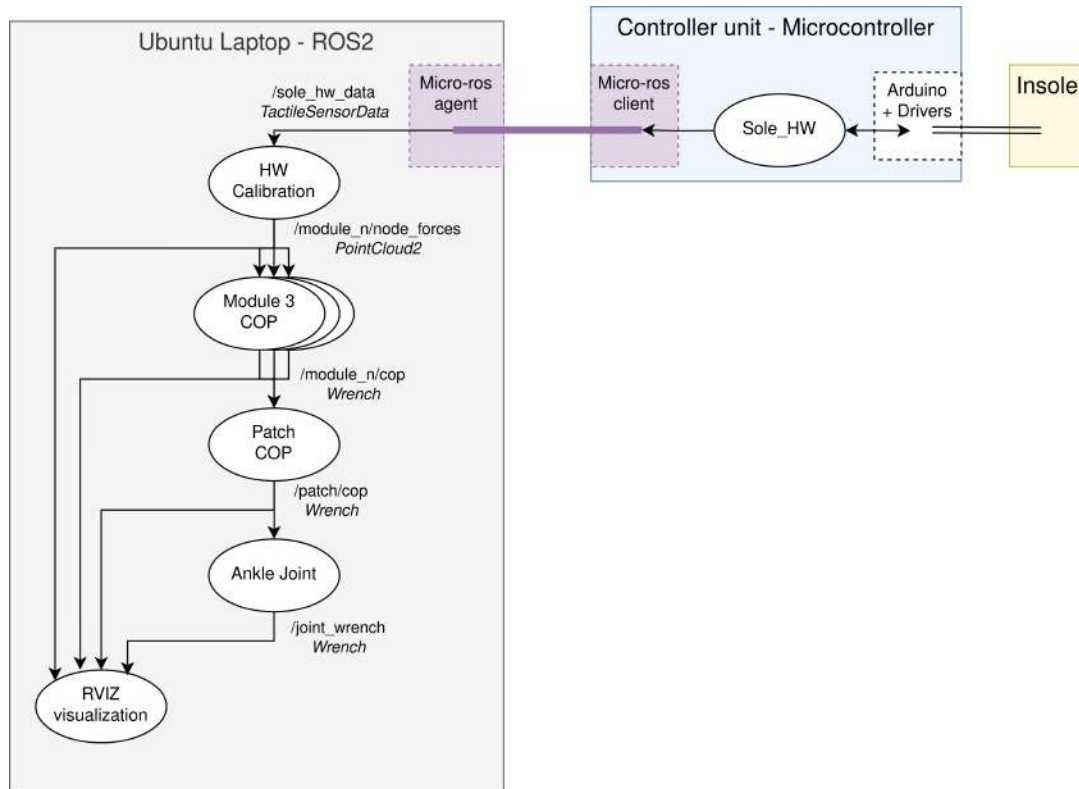 Ubuntu Laptop - ROS2
Controller unit - Microcontroller
Micro-ros
agent
Micro-ros
client
Arduino
+ Drivers
Insole
/sole_hw_data
TactileSensorData
Sole_HW
HW
Calibration
/module_n/node_forces
PointCloud2
Module 3
COP
/module_n/cop
Wrench
Patch
COP
/patch/cop
Wrench
Ankle Joint
/joint_wrench
Wrench
RVIZ
visualization